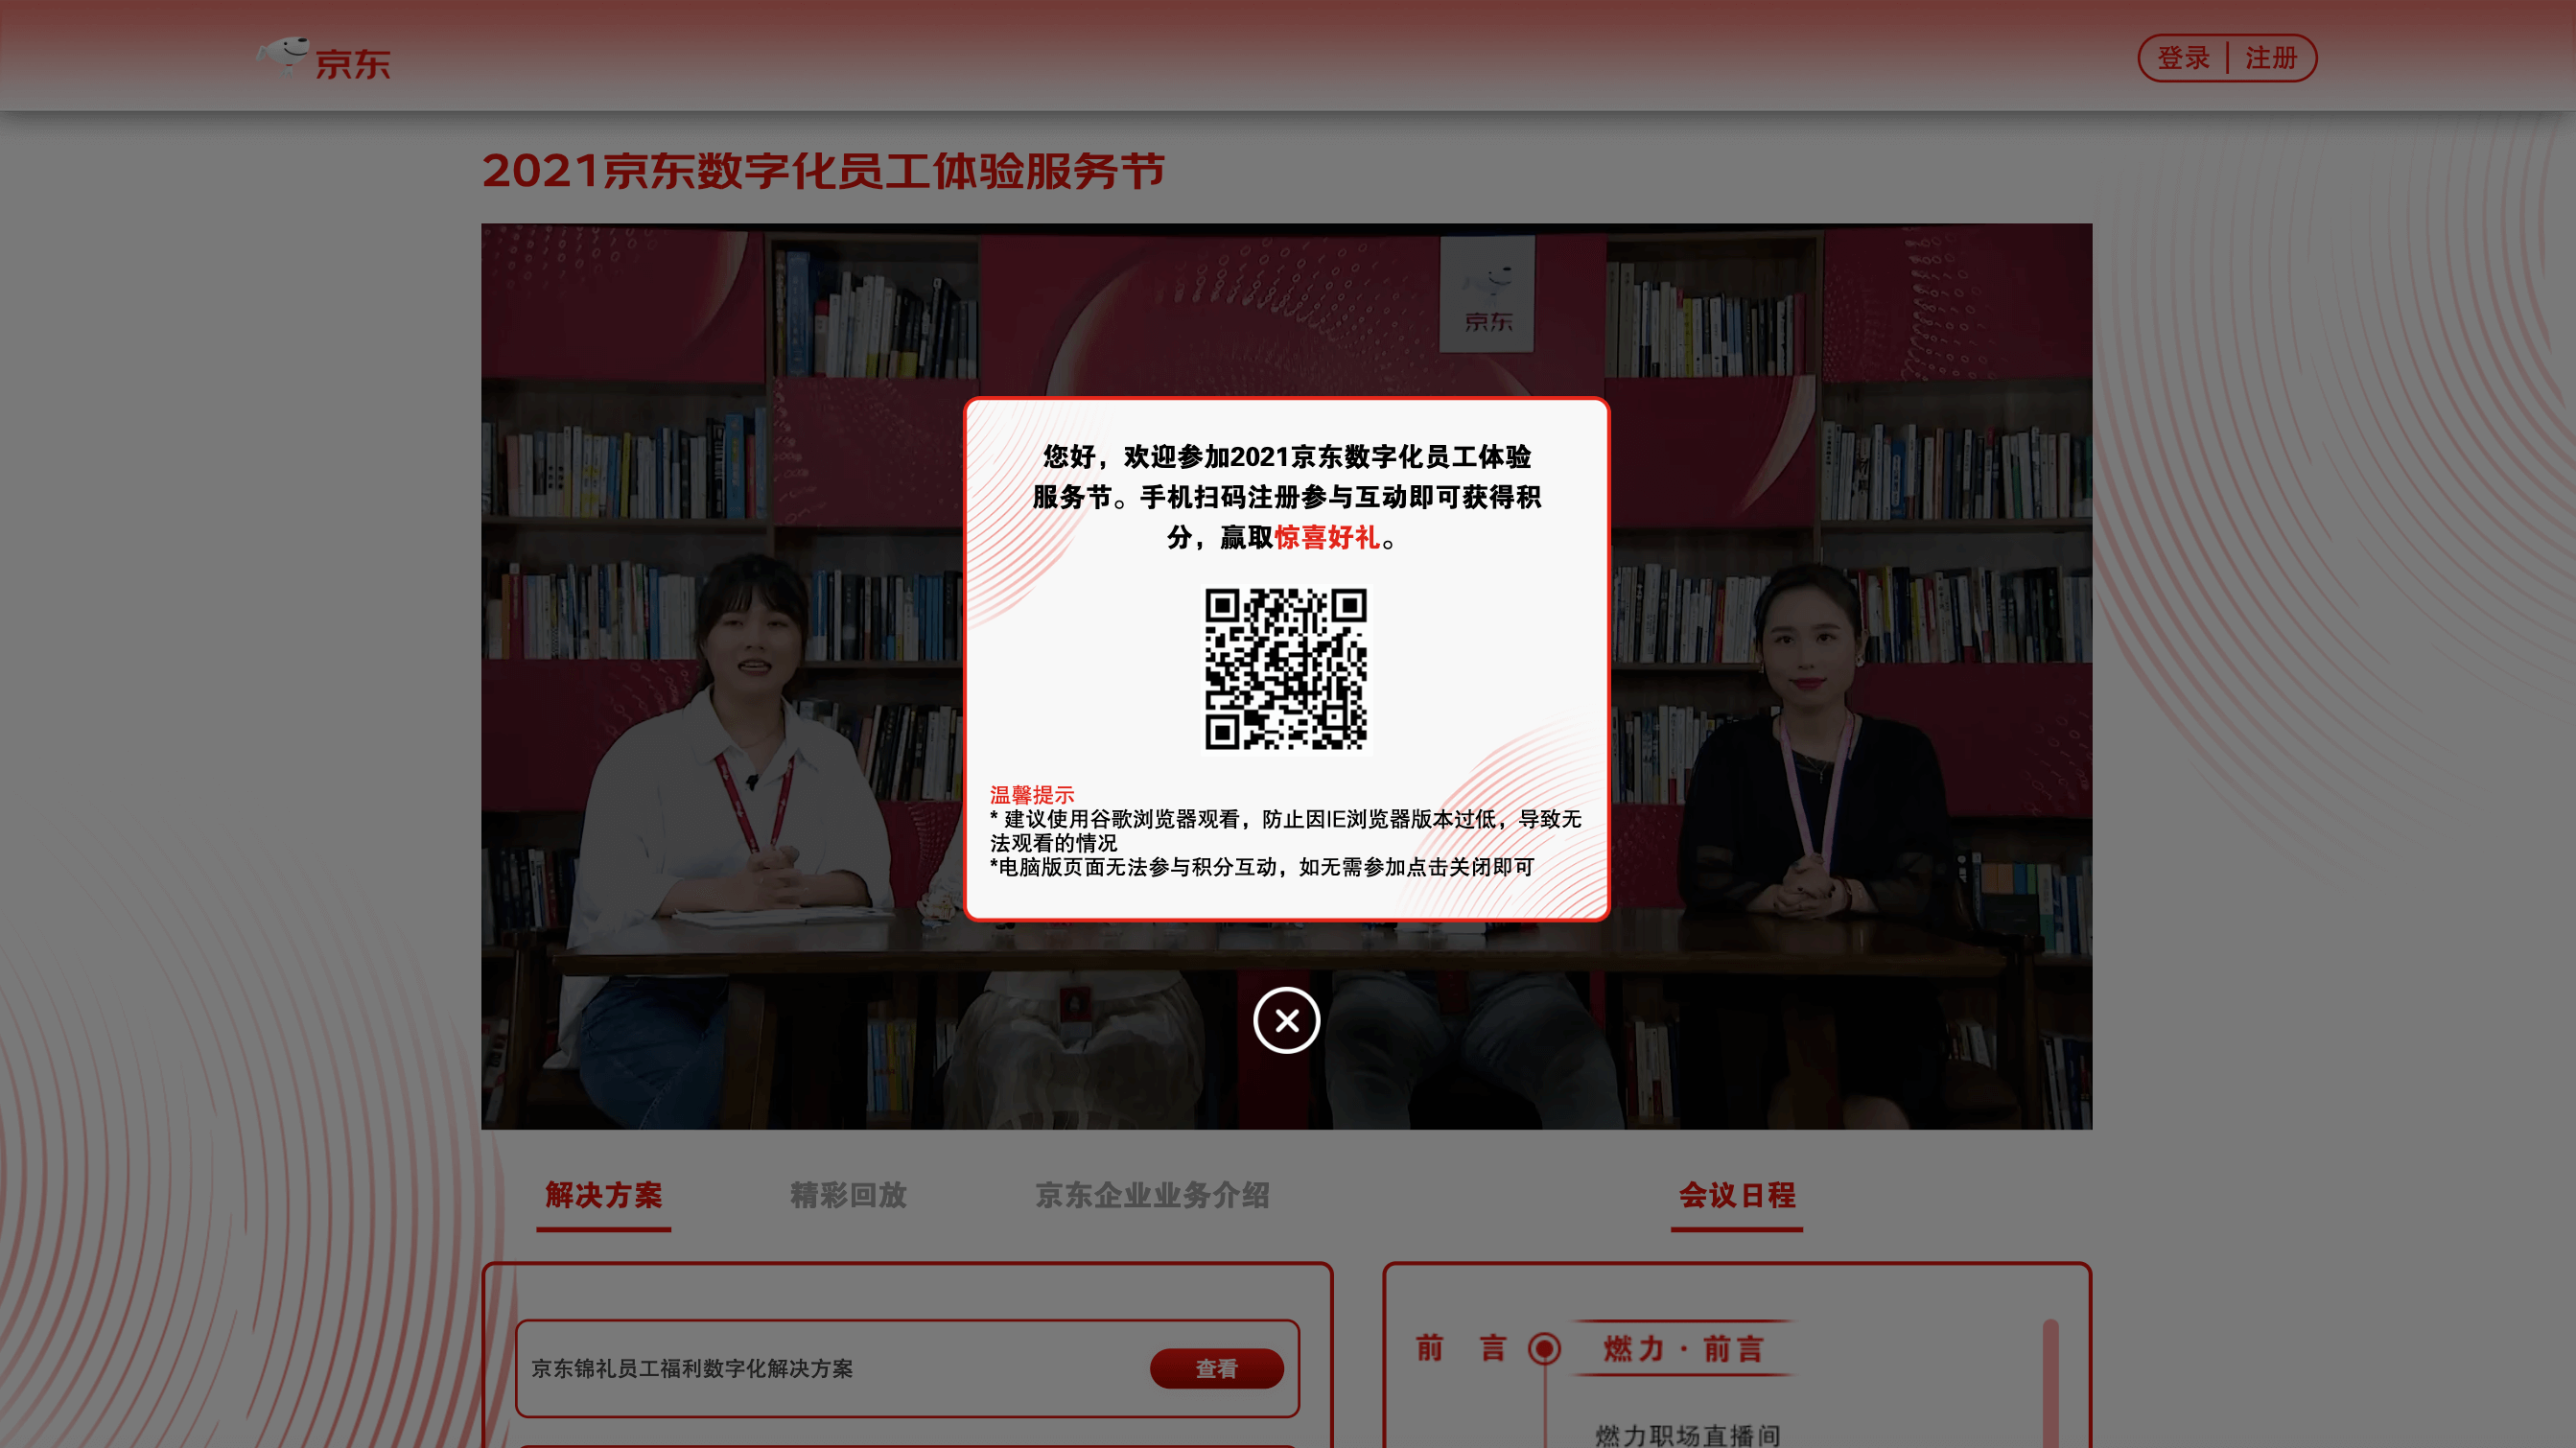 京东
登录 | 注册
2021京东数字化员工体验服务节
京东
您好，欢迎参加2021京东数字化员工体验
服务节。手机扫码注册参与互动即可获得积
分，赢取惊喜好礼。
温馨提示
* 建议使用谷歌浏览器观看，防止因IE浏览器版本过低，导致无
法观看的情况
*电脑版页面无法参与积分互动，如无需参加点击关闭即可
解决方案
精彩回放
京东企业业务介绍
会议日程
京东锦礼员工福利数字化解决方案
查看
前 言
燃力·前言
燃力职场直播间